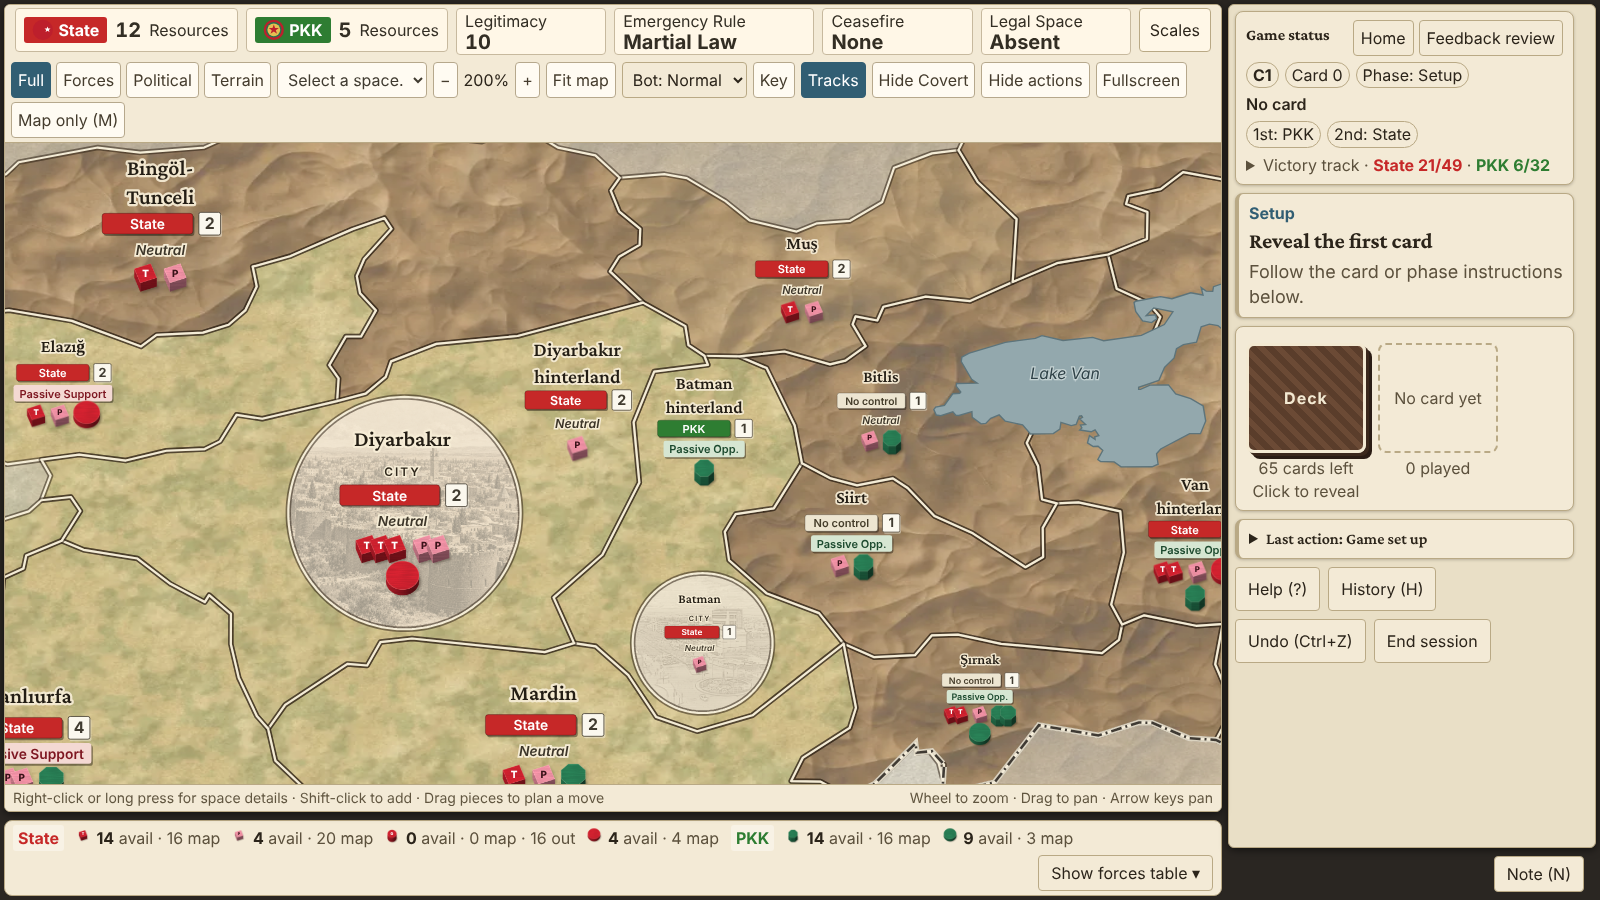 State 12 Resources
PKK 5 Resources
Legitimacy
10
Emergency Rule
Martial Law
Ceasefire
None
Legal Space
Absent
Scales
Full Forces Political Terrain Select a space. − 200% + Fit map Bot: Normal Key Tracks Hide Covert Hide actions Fullscreen
Map only (M)
Bingöl-
Tunceli
State 2
Neutral
T P
Muş
State 2
Neutral
T P
Elazığ
State 2
Passive Support
T P
Diyarbakır
hinterland
State 2
Neutral
P
Batman
hinterland
PKK 1
Passive Opp.
Bitlis
No control 1
Neutral
P
Lake Van
Diyarbakır
CITY
State 2
Neutral
T T T P P
Siirt
No control 1
Passive Opp.
P
Van
hinterlan
State
Passive Opp
T T P
Batman
CITY
State 1
Neutral
P
Şırnak
No control 1
Passive Opp.
T T P
anlıurfa
State 4
sive Support
P P
Mardin
State 2
Neutral
T P
Right-click or long press for space details · Shift-click to add · Drag pieces to plan a move
Wheel to zoom · Drag to pan · Arrow keys pan
State 14 avail · 16 map 4 avail · 20 map 0 avail · 0 map · 16 out 4 avail · 4 map PKK 14 avail · 16 map 9 avail · 3 map
Show forces table ▾
Game status
Home
Feedback review
C1 Card 0 Phase: Setup
No card
1st: PKK 2nd: State
▶ Victory track · State 21/49 · PKK 6/32
Setup
Reveal the first card
Follow the card or phase instructions
below.
Deck
No card yet
65 cards left
0 played
Click to reveal
▶ Last action: Game set up
Help (?) History (H)
Undo (Ctrl+Z) End session
Note (N)